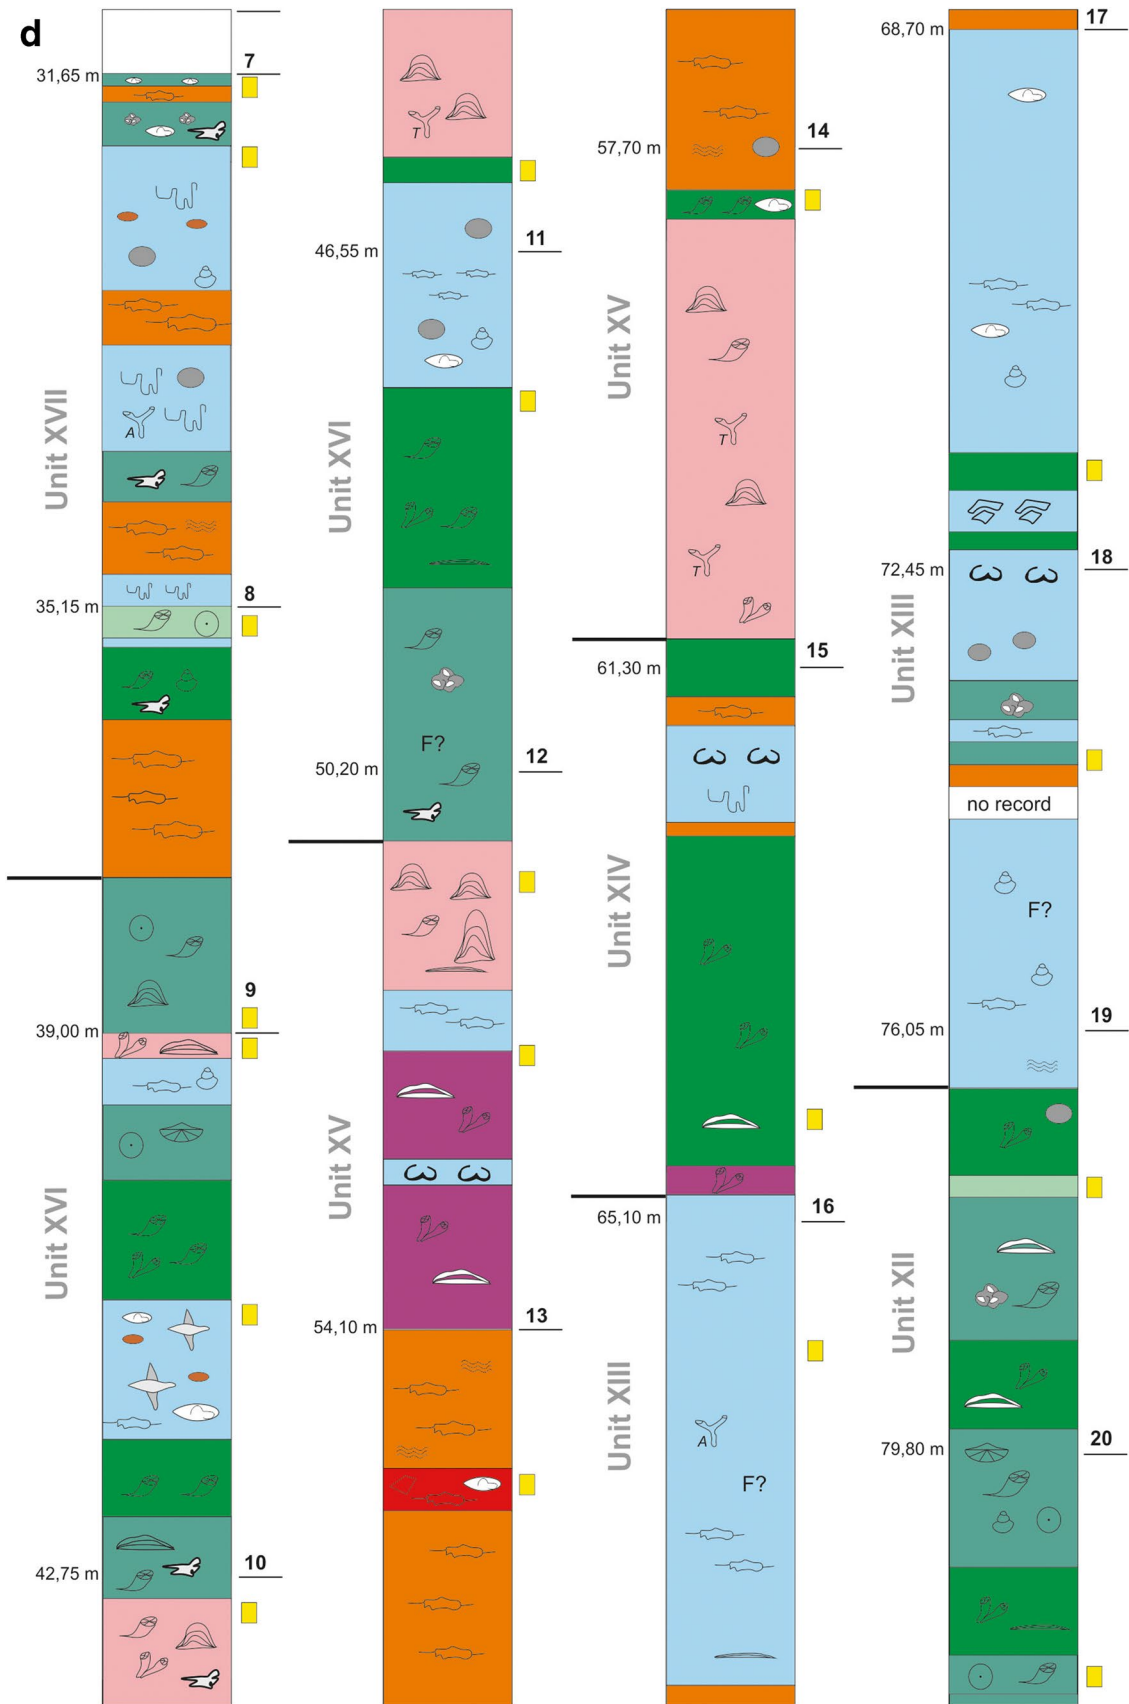 d
7
31,65 m
Unit XVII
8
35,15 m
A
9
39,00 m
Unit XVI
10
42,75 m
T
11
46,55 m
Unit XVI
F?
12
50,20 m
Unit XV
13
54,10 m
14
57,70 m
Unit XV
T
T
15
61,30 m
Unit XIV
16
65,10 m
Unit XIII
A
F?
17
68,70 m
18
72,45 m
Unit XIII
no record
F?
19
76,05 m
Unit XII
20
79,80 m